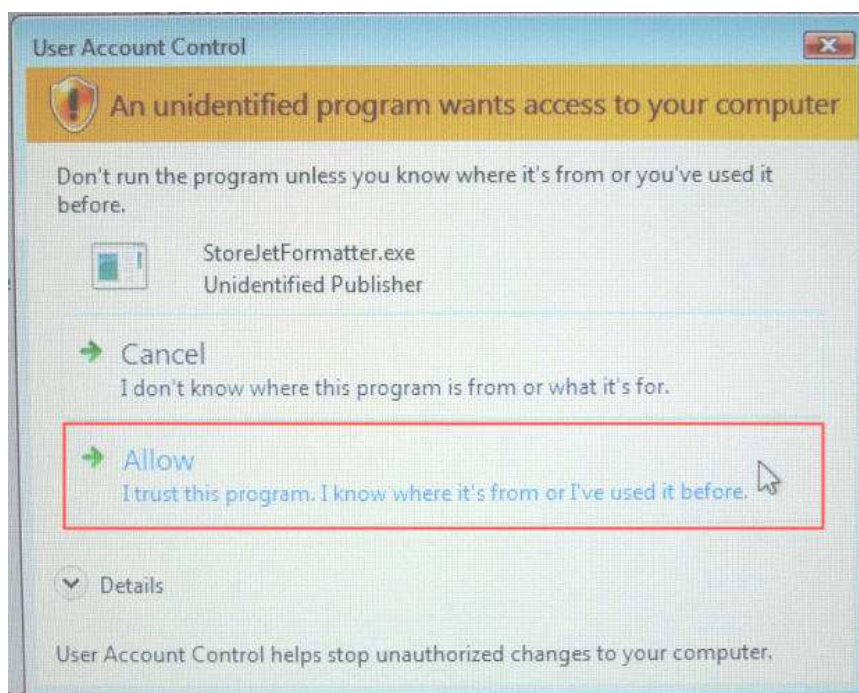 User Account Control
An unidentified program wants access to your computer
Don't run the program unless you know where it's from or you've used it
before.
StoreJetFormatter.exe
Unidentified Publisher
Cancel
I don't know where this program is from or what it's for.
Allow
I trust this program. I know where it's from or I've used it before.
Details
User Account Control helps stop unauthorized changes to your computer.